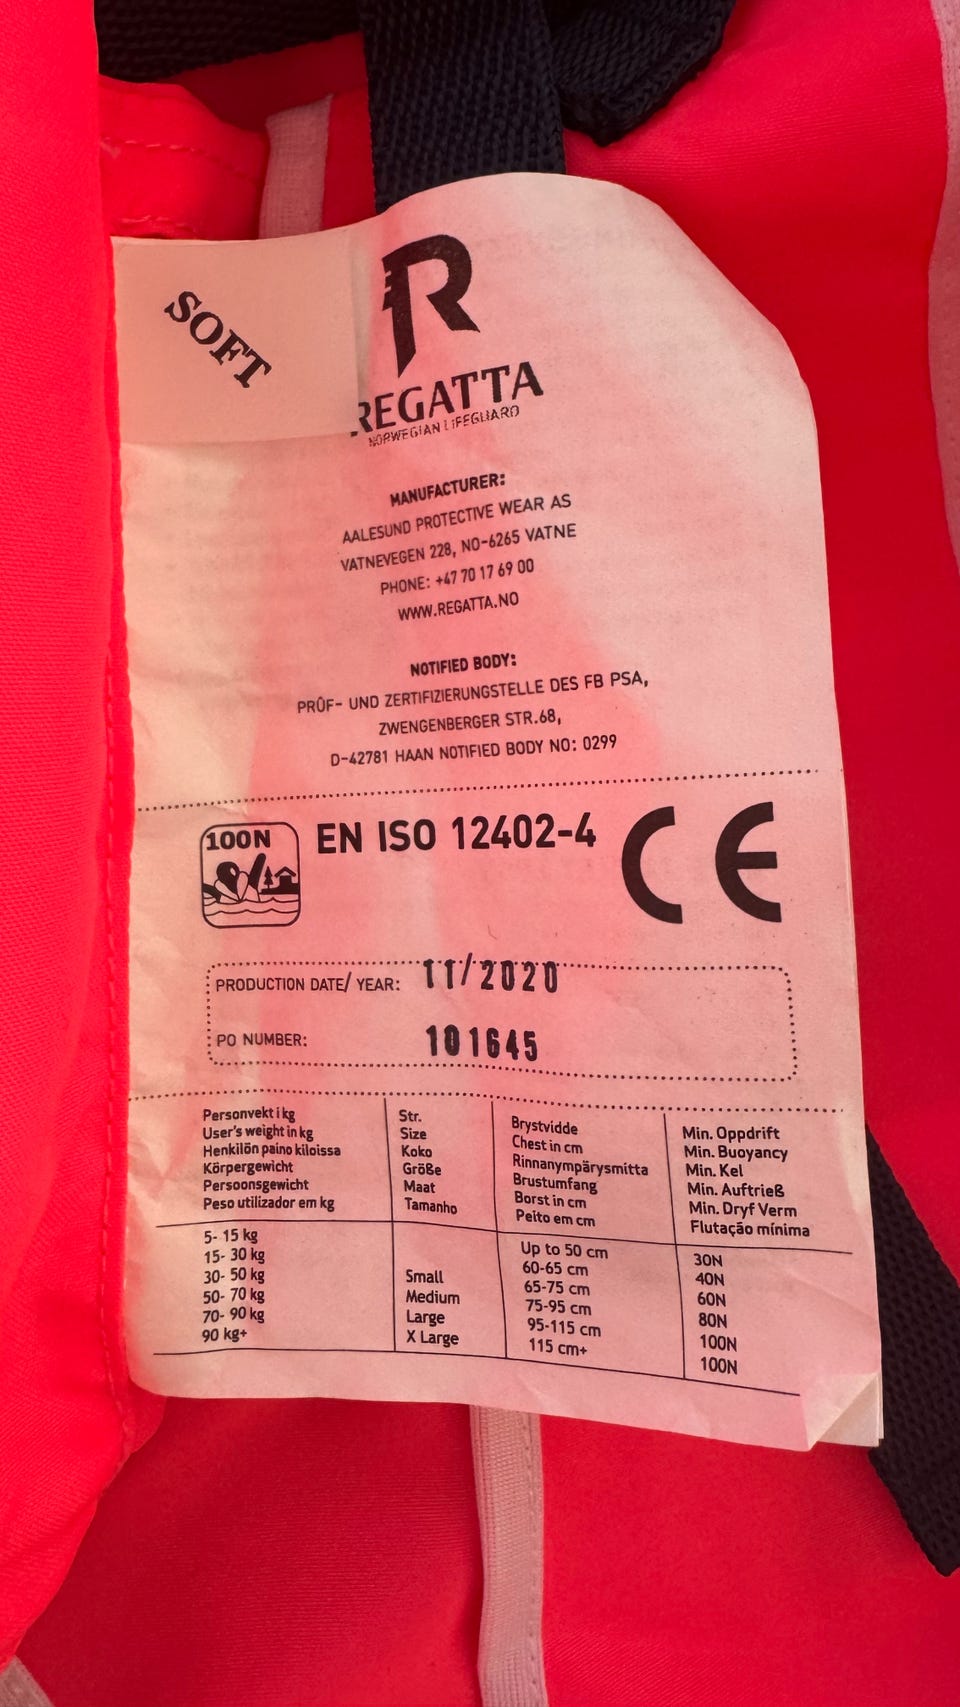 SOFT
REGATTA
NORWEGIAN LIFEGUARD
MANUFACTURER:
AALESUND PROTECTIVE WEAR AS
VATNEVEGEN 228, NO-6265 VATNE
PHONE: +47 70 17 69 00
WWW.REGATTA.NO
NOTIFIED BODY:
PRÛF- UND ZERTIFIZIERUNGSTELLE DES FB PSA,
ZWENGENBERGER STR.68,
D-42781 HAAN NOTIFIED BODY NO: 0299
100N EN ISO 12402-4 CE
PRODUCTION DATE/ YEAR: 11/2020
PO NUMBER: 101645
Personvekt i kg Str. Brystvidde Min. Oppdrift
User's weight in kg Size Chest in cm Min. Buoyancy
Henkilön paino kiloissa Koko Rinnanympärysmitta Min. Kel
Körpergewicht Größe Brustumfang Min. Auftrieß
Persoonsgewicht Maat Borst in cm Min. Dryf Verm
Peso utilizador em kg Tamanho Peito em cm Flutação mínima
5- 15 kg Up to 50 cm 30N
15- 30 kg 60-65 cm 40N
30- 50 kg Small 65-75 cm 60N
50- 70 kg Medium 75-95 cm 80N
70- 90 kg Large 95-115 cm 100N
90 kg+ X Large 115 cm+ 100N